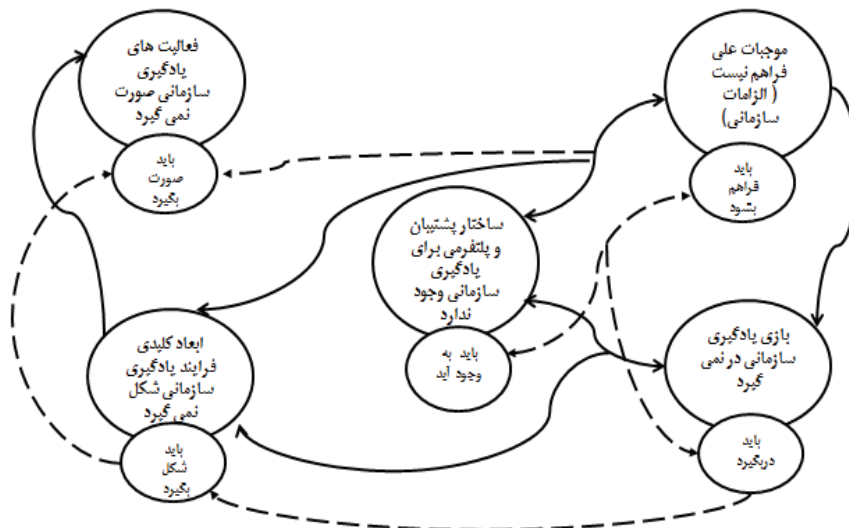 موجبات علی
فراهم نیست
( الزامات
سازمانی)
باید
فراهم
بشود
فعالیت های
یادگیری
سازمانی صورت
نمی گیرد
باید
صورت
بگیرد
ساختار پشتیبان
و پلتفرمی برای
یادگیری
سازمانی وجود
ندارد
باید به
وجود آید
بازی یادگیری
سازمانی در نمی
گیرد
باید
دربگیرد
ابعاد کلیدی
فرایند یادگیری
سازمانی شکل
نمی گیرد
باید
شکل
بگیرد